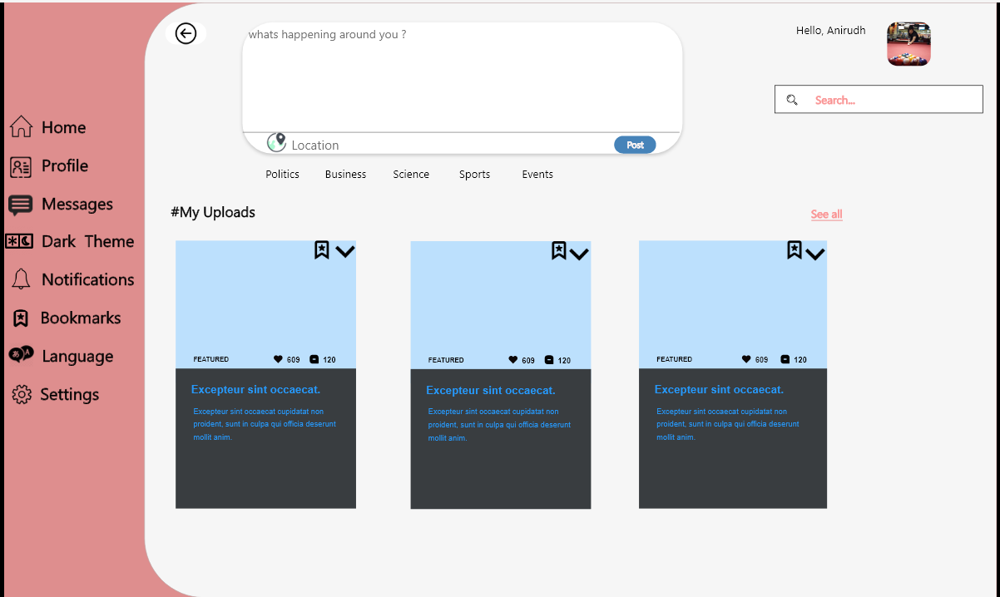 whats happening around you ?
Hello, Anirudh
Search...
Home
Profile
Messages
Dark Theme
Notifications
Bookmarks
Language
Settings
Location
Post
Politics Business Science Sports Events
#My Uploads
See all
FEATURED 609 120
Excepteur sint occaecat.
Excepteur sint occaecat cupidatat non
proident, sunt in culpa qui officia deserunt
mollit anim.
FEATURED 609 120
Excepteur sint occaecat.
Excepteur sint occaecat cupidatat non
proident, sunt in culpa qui officia deserunt
mollit anim.
FEATURED 609 120
Excepteur sint occaecat.
Excepteur sint occaecat cupidatat non
proident, sunt in culpa qui officia deserunt
mollit anim.